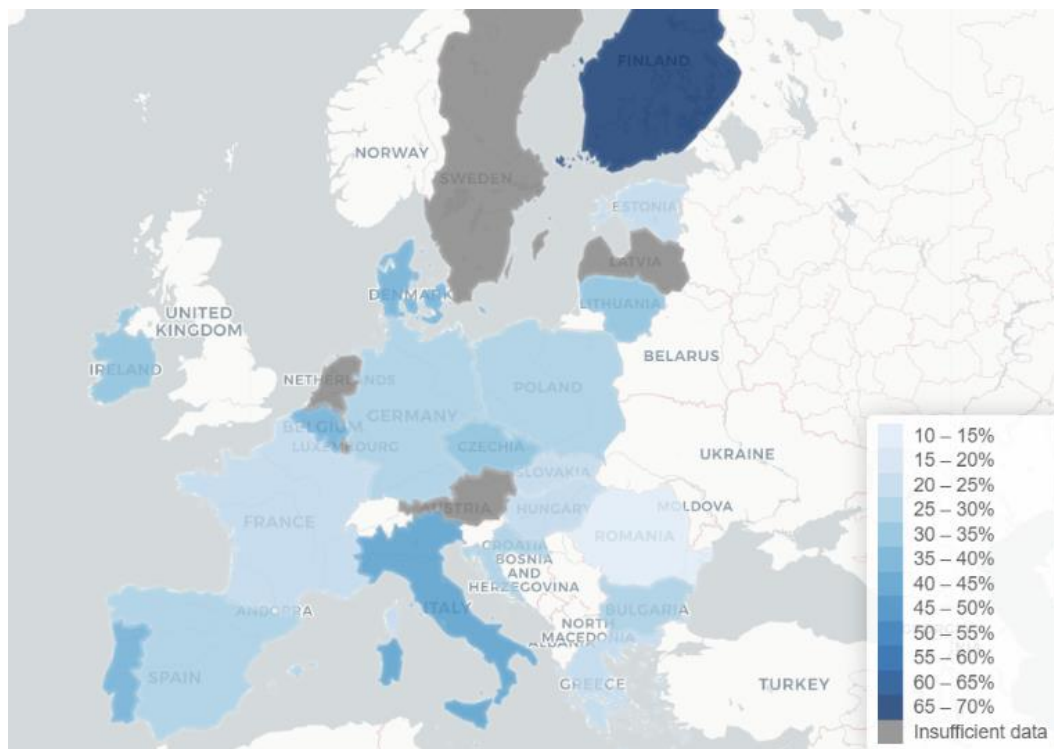 FINLAND
NORWAY
SWEDEN
ESTONIA
LATVIA
DENMARK
LITHUANIA
UNITED
KINGDOM
IRELAND
BELARUS
NETHERLANDS
POLAND
GERMANY
BELGIUM
LUXEMBOURG
CZECHIA
UKRAINE
SLOVAKIA
AUSTRIA
HUNGARY
MOLDOVA
FRANCE
ROMANIA
CROATIA
BOSNIA
AND
HERZEGOVINA
ANDORRA
ITALY
BULGARIA
NORTH
MACEDONIA
ALBANIA
SPAIN
GREECE
TURKEY
10 – 15%
15 – 20%
20 – 25%
25 – 30%
30 – 35%
35 – 40%
40 – 45%
45 – 50%
50 – 55%
55 – 60%
60 – 65%
65 – 70%
Insufficient data